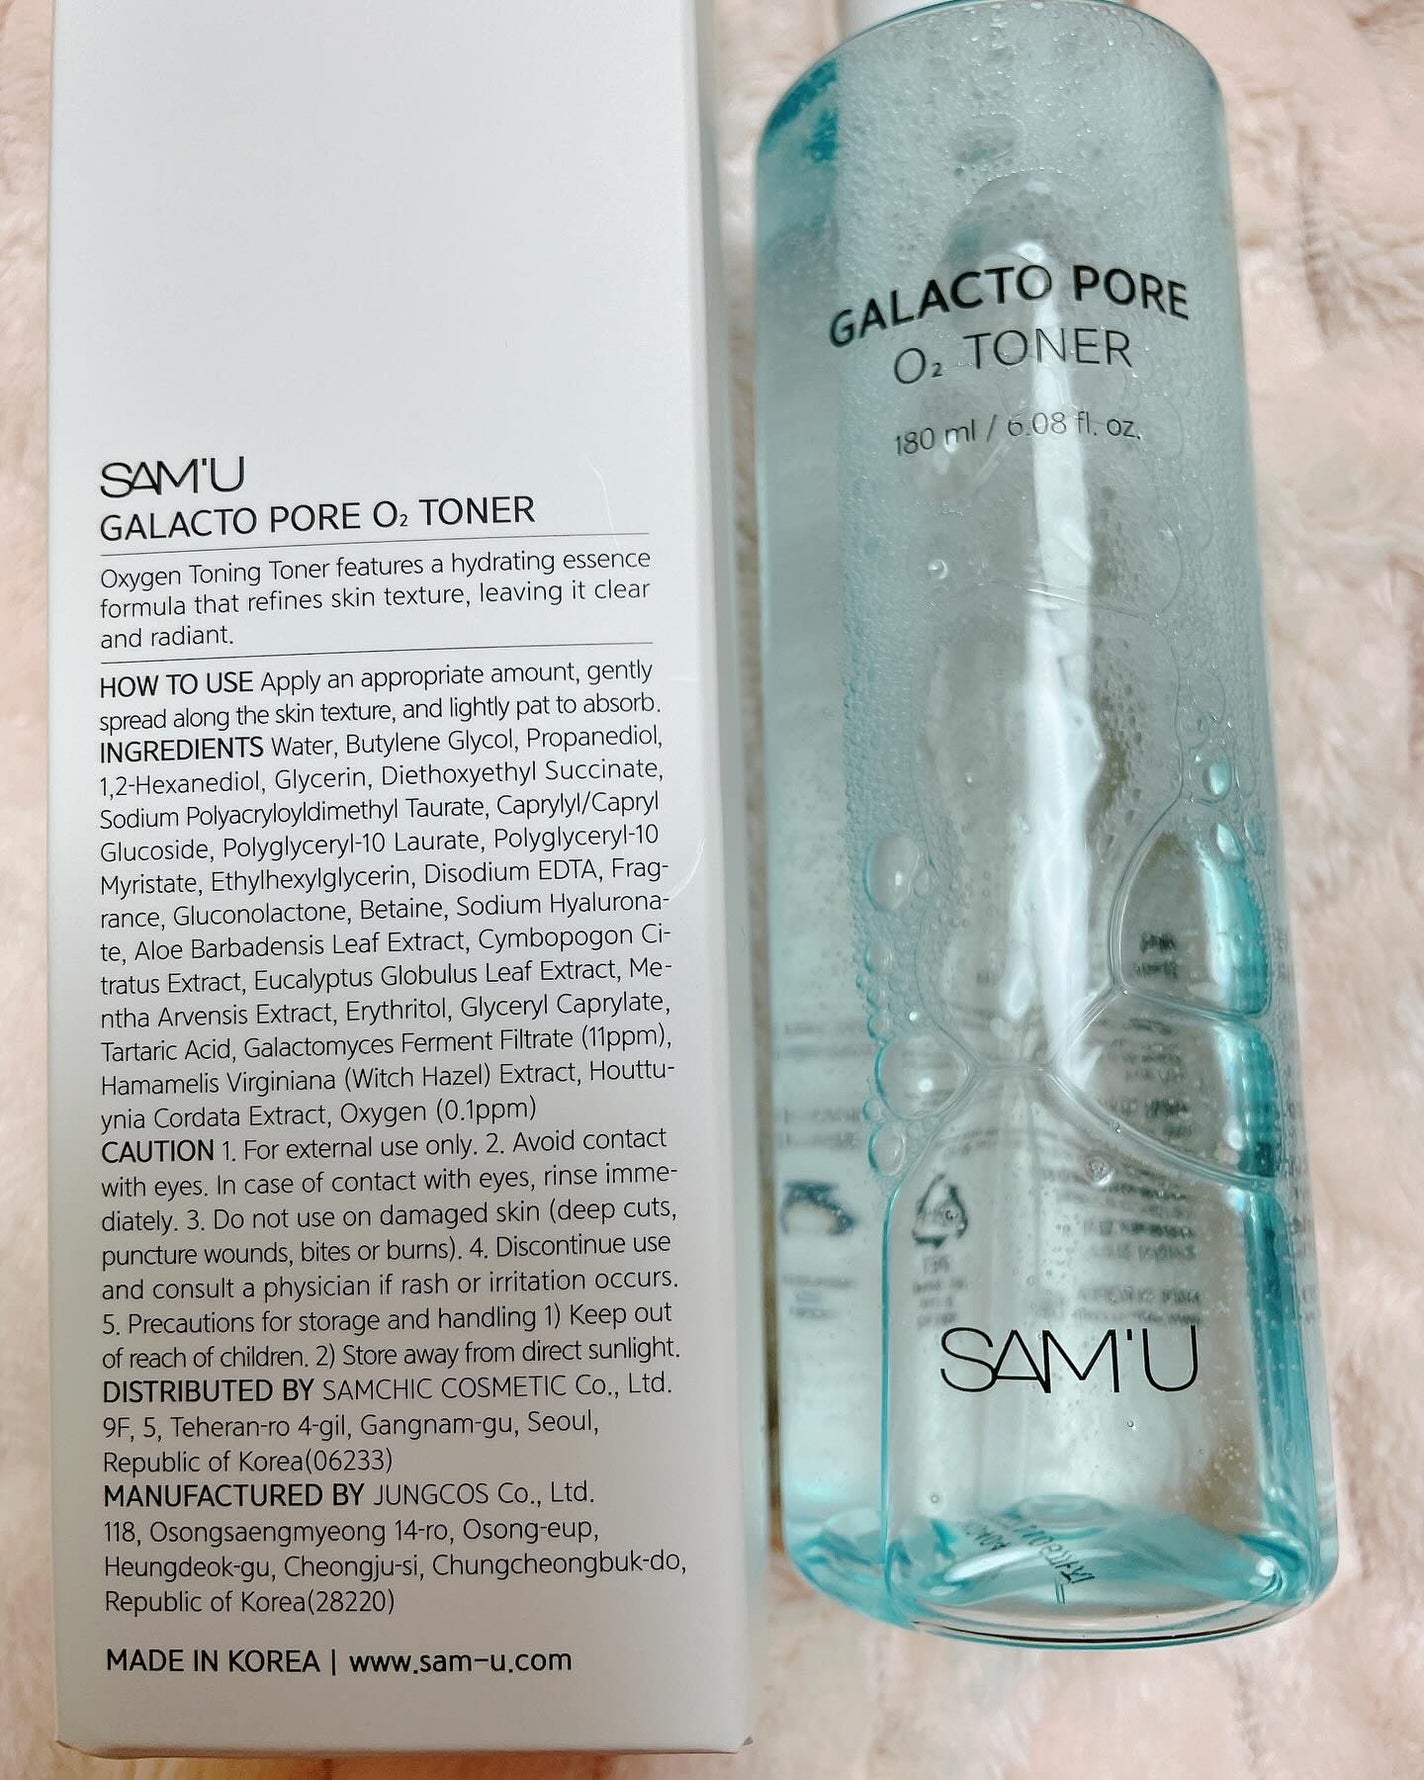 SAM'U
GALACTO PORE O₂ TONER
Oxygen Toning Toner features a hydrating essence
formula that refines skin texture, leaving it clear
and radiant.
HOW TO USE Apply an appropriate amount, gently
spread along the skin texture, and lightly pat to absorb.
INGREDIENTS Water, Butylene Glycol, Propanediol,
1,2-Hexanediol, Glycerin, Diethoxyethyl Succinate,
Sodium Polyacryloyldimethyl Taurate, Caprylyl/Capryl
Glucoside, Polyglyceryl-10 Laurate, Polyglyceryl-10
Myristate, Ethylhexylglycerin, Disodium EDTA, Frag-
rance, Gluconolactone, Betaine, Sodium Hyalurona-
te, Aloe Barbadensis Leaf Extract, Cymbopogon Ci-
tratus Extract, Eucalyptus Globulus Leaf Extract, Me-
ntha Arvensis Extract, Erythritol, Glyceryl Caprylate,
Tartaric Acid, Galactomyces Ferment Filtrate (11ppm),
Hamamelis Virginiana (Witch Hazel) Extract, Houttu-
ynia Cordata Extract, Oxygen (0.1ppm)
CAUTION 1. For external use only. 2. Avoid contact
with eyes. In case of contact with eyes, rinse imme-
diately. 3. Do not use on damaged skin (deep cuts,
puncture wounds, bites or burns). 4. Discontinue use
and consult a physician if rash or irritation occurs.
5. Precautions for storage and handling 1) Keep out
of reach of children. 2) Store away from direct sunlight.
DISTRIBUTED BY SAMCHIC COSMETIC Co., Ltd.
9F, 5, Teheran-ro 4-gil, Gangnam-gu, Seoul,
Republic of Korea(06233)
MANUFACTURED BY JUNGCOS Co., Ltd.
118, Osongsaengmyeong 14-ro, Osong-eup,
Heungdeok-gu, Cheongju-si, Chungcheongbuk-do,
Republic of Korea(28220)
MADE IN KOREA | www.sam-u.com
GALACTO PORE
O₂ TONER
180 ml / 6.08 fl. oz.
SAM'U